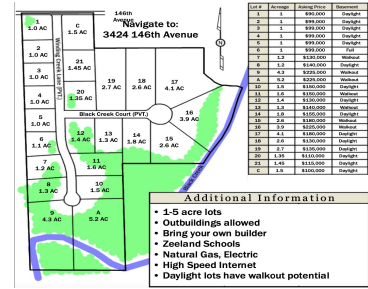 146th
Avenue
Navigate to:
3424 146th Avenue
N
1
1.0 AC
C
1.5 AC
2
1.0 AC
3
1.0 AC
4
1.0 AC
5
1.0 AC
6
1.1 AC
7
1.2 AC
8
1.3 AC
9
4.3 AC
A
5.2 AC
Winding Creek Lane (PVT.)
21
1.45 AC
20
1.35 AC
19
2.7 AC
18
2.6 AC
17
4.1 AC
16
3.9 AC
Black Creek Court (PVT.)
12
1.4 AC
13
1.3 AC
14
1.8 AC
15
2.6 AC
11
1.6 AC
10
1.5 AC
Lot # Acreage Asking Price Basement
1 1 $90,000 Daylight
2 1 $99,000 Daylight
3 1 $99,000 Daylight
4 1 $99,000 Daylight
5 1 $99,000 Daylight
6 1 $99,000 Full
7 1.2 $130,000 Walkout
8 1.2 $140,000 Daylight
9 4.3 $225,000 Walkout
A 5.2 $225,000 Walkout
10 1.5 $150,000 Daylight
11 1.6 $150,000 Walkout
12 1.4 $130,000 Daylight
13 1.3 $140,000 Walkout
14 1.8 $155,000 Daylight
15 2.6 $180,000 Walkout
16 3.9 $225,000 Walkout
17 4.1 $180,000 Daylight
18 2.6 $130,000 Daylight
19 2.7 $135,000 Daylight
20 1.35 $110,000 Daylight
21 1.45 $115,000 Daylight
C 1.5 $100,000 Daylight
Additional Information
• 1-5 acre lots
• Outbuildings allowed
• Bring your own builder
• Zeeland Schools
• Natural Gas, Electric
• High Speed Internet
• Daylight lots have walkout potential